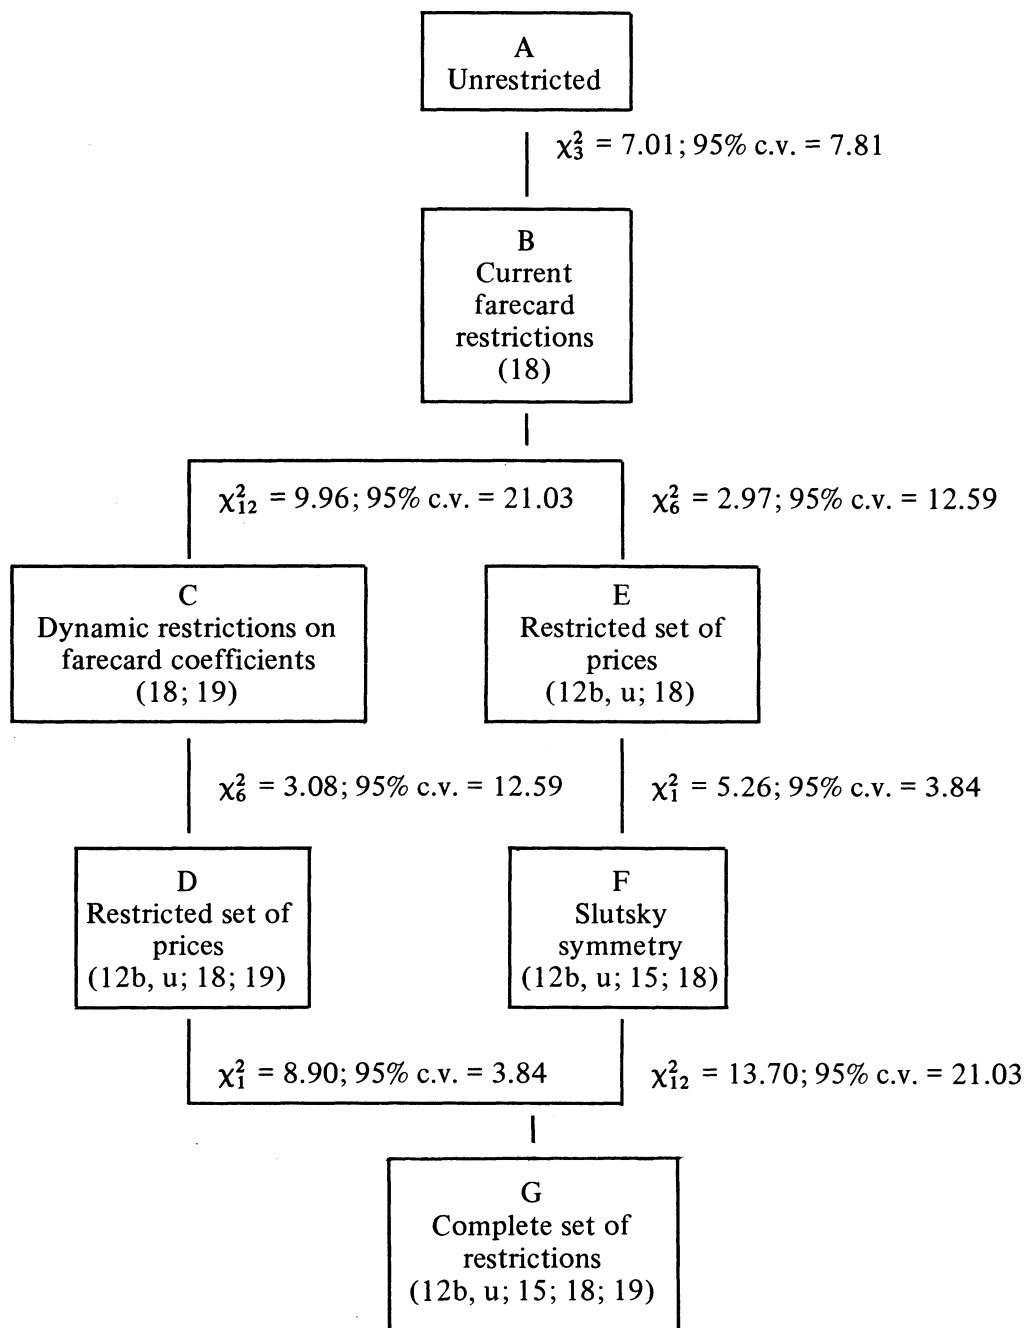 A
Unrestricted
χ²₃ = 7.01; 95% c.v. = 7.81
B
Current
farecard
restrictions
(18)
χ²₁₂ = 9.96; 95% c.v. = 21.03
χ²₆ = 2.97; 95% c.v. = 12.59
C
Dynamic restrictions on
farecard coefficients
(18; 19)
E
Restricted set of
prices
(12b, u; 18)
χ²₆ = 3.08; 95% c.v. = 12.59
χ²₁ = 5.26; 95% c.v. = 3.84
D
Restricted set of
prices
(12b, u; 18; 19)
F
Slutsky
symmetry
(12b, u; 15; 18)
χ²₁ = 8.90; 95% c.v. = 3.84
χ²₁₂ = 13.70; 95% c.v. = 21.03
G
Complete set of
restrictions
(12b, u; 15; 18; 19)